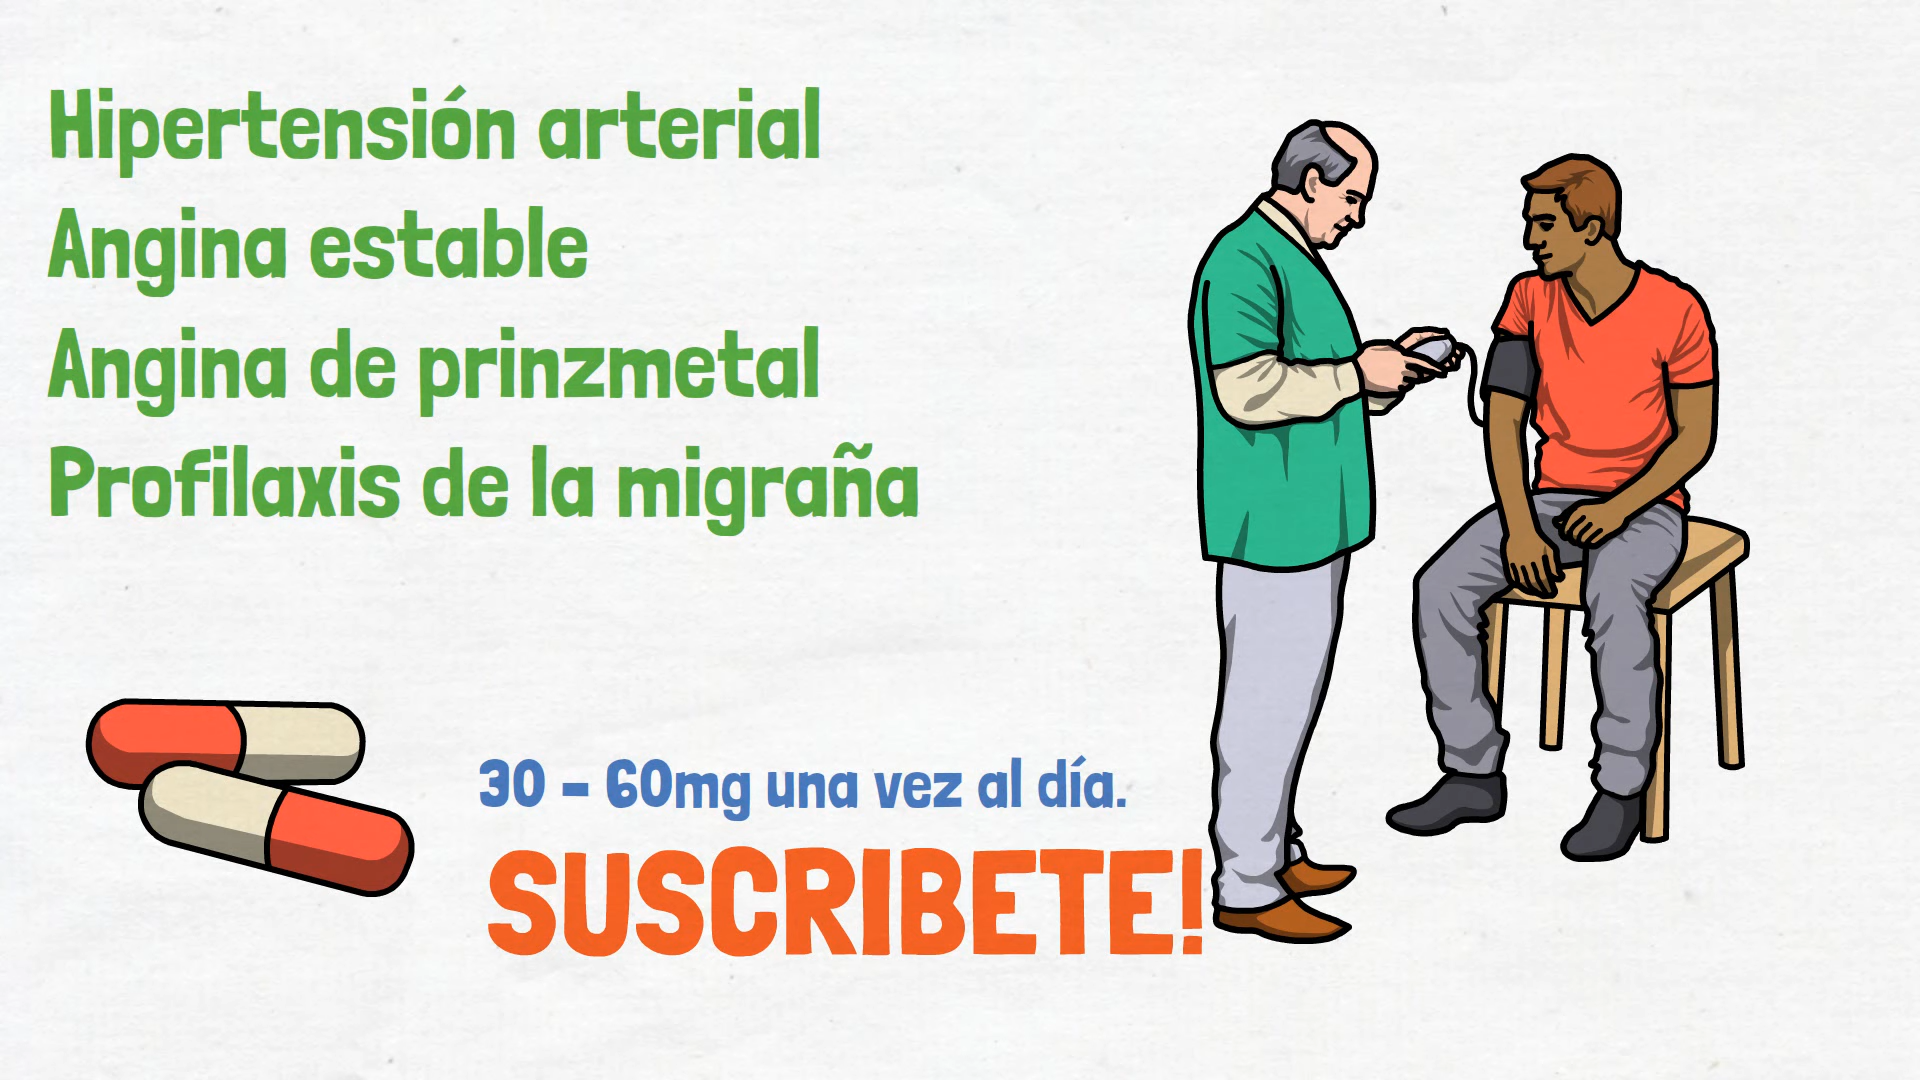 Hipertensión arterial
Angina estable
Angina de prinzmetal
Profilaxis de la migraña
30 - 60mg una vez al día.
SUSCRIBETE!